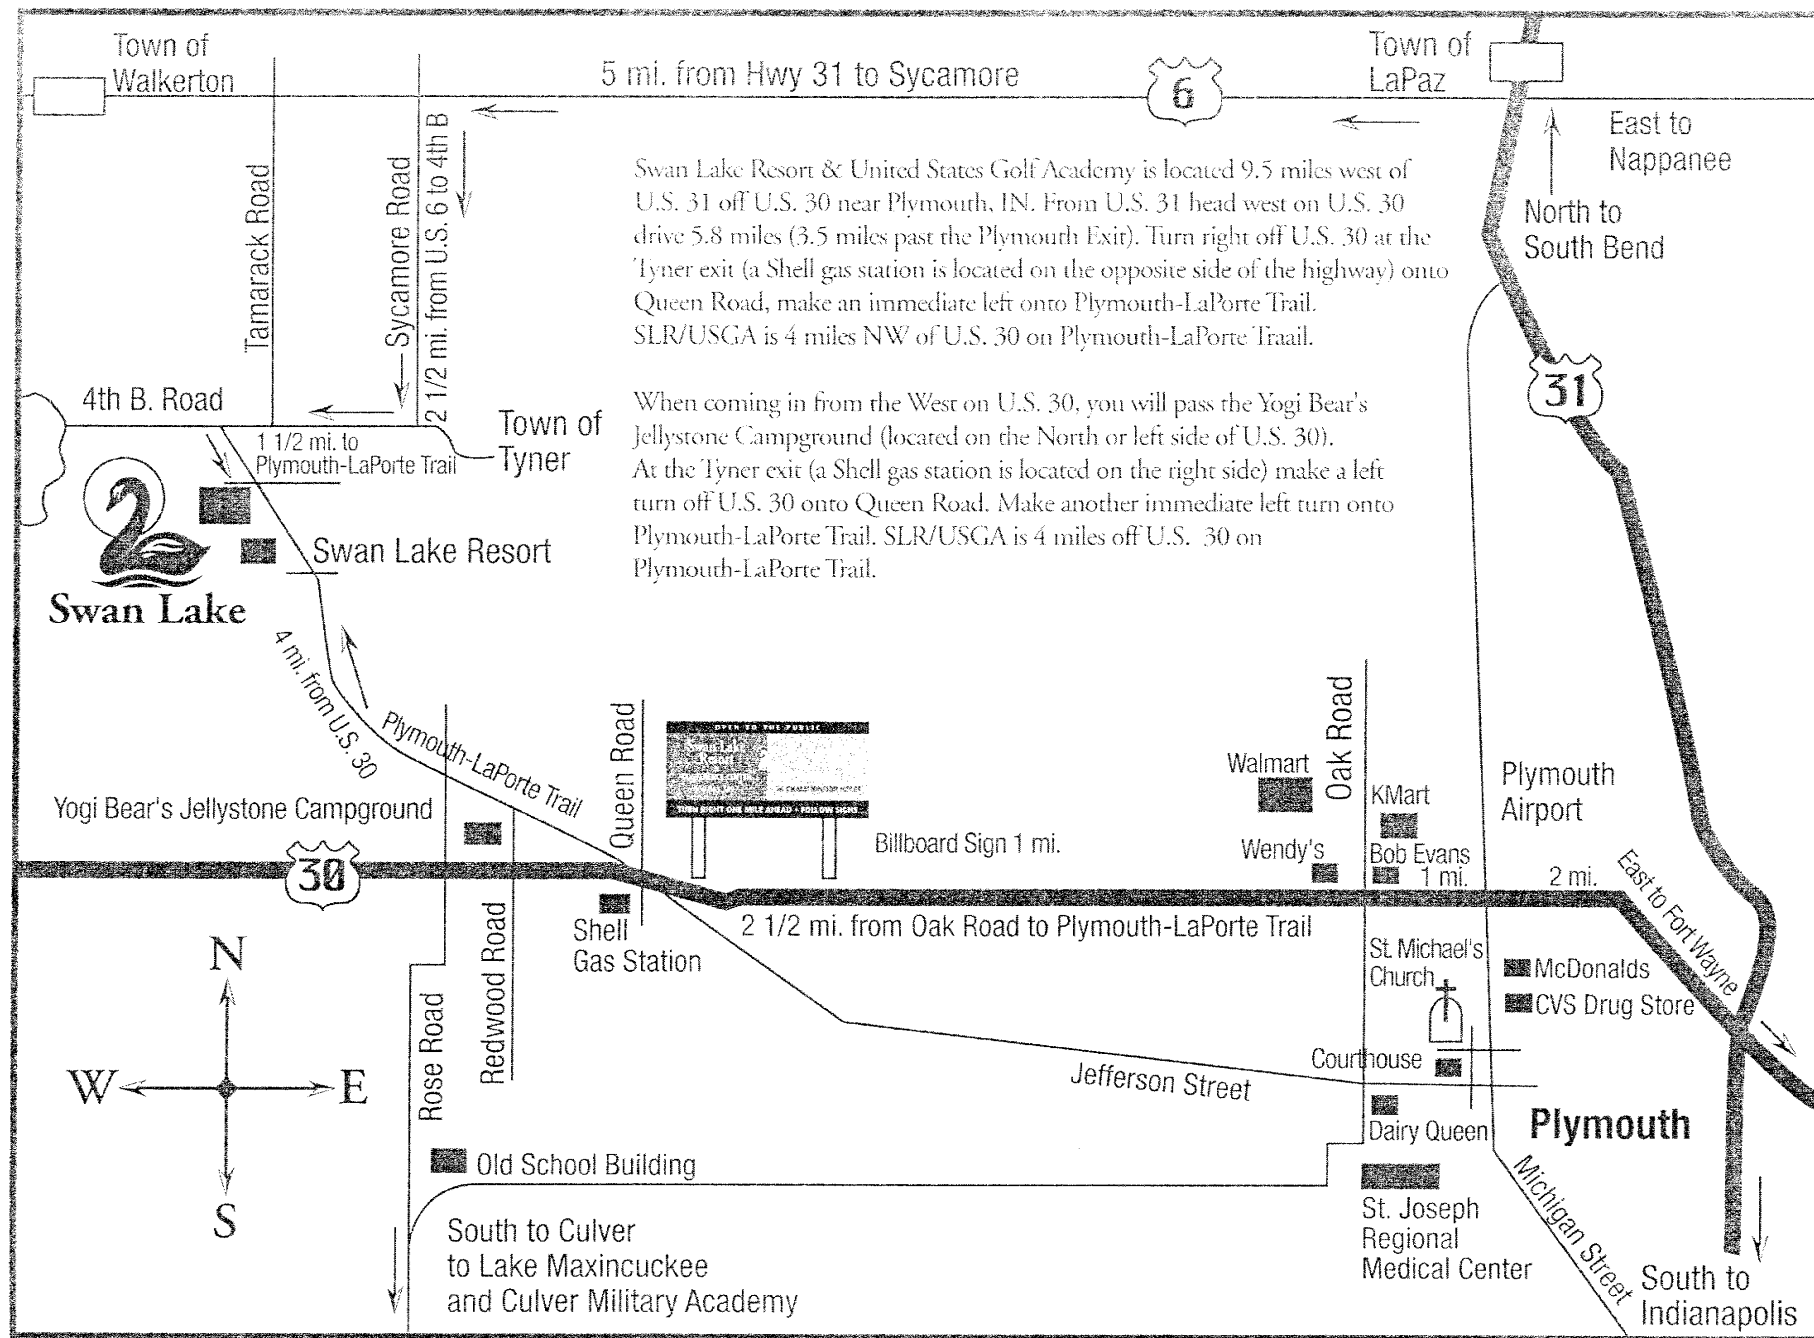 Town of
Walkerton
5 mi. from Hwy 31 to Sycamore
6
Town of
LaPaz
East to
Nappanee
North to
South Bend
Tamarack Road
Sycamore Road
2 1/2 mi. from U.S. 6 to 4th B
Swan Lake Resort & United States Golf Academy is located 9.5 miles west of
U.S. 31 off U.S. 30 near Plymouth, IN. From U.S. 31 head west on U.S. 30
drive 5.8 miles (3.5 miles past the Plymouth Exit). Turn right off U.S. 30 at the
Tyner exit (a Shell gas station is located on the opposite side of the highway) onto
Queen Road, make an immediate left onto Plymouth-LaPorte Trail.
SLR/USGA is 4 miles NW of U.S. 30 on Plymouth-LaPorte Traail.
31
4th B. Road
1 1/2 mi. to
Plymouth-LaPorte Trail
Town of
Tyner
When coming in from the West on U.S. 30, you will pass the Yogi Bear's
Jellystone Campground (located on the North or left side of U.S. 30).
At the Tyner exit (a Shell gas station is located on the right side) make a left
turn off U.S. 30 onto Queen Road. Make another immediate left turn onto
Plymouth-LaPorte Trail. SLR/USGA is 4 miles off U.S. 30 on
Plymouth-LaPorte Trail.
Swan Lake Resort
Swan Lake
4 mi. from U.S. 30
Plymouth-LaPorte Trail
Queen Road
OPEN TO THE PUBLIC
Swan Lake
Resort
Billboard Sign 1 mi.
Oak Road
Walmart
KMart
Plymouth
Airport
Yogi Bear's Jellystone Campground
Wendy's
Bob Evans
1 mi.
2 mi.
30
East to Fort Wayne
Shell
Gas Station
2 1/2 mi. from Oak Road to Plymouth-LaPorte Trail
St. Michael's
Church
McDonalds
CVS Drug Store
Redwood Road
Rose Road
N
W
E
S
Courthouse
Jefferson Street
Dairy Queen
Plymouth
Old School Building
St. Joseph
Regional
Medical Center
Michigan Street
South to Culver
to Lake Maxincuckee
and Culver Military Academy
South to
Indianapolis